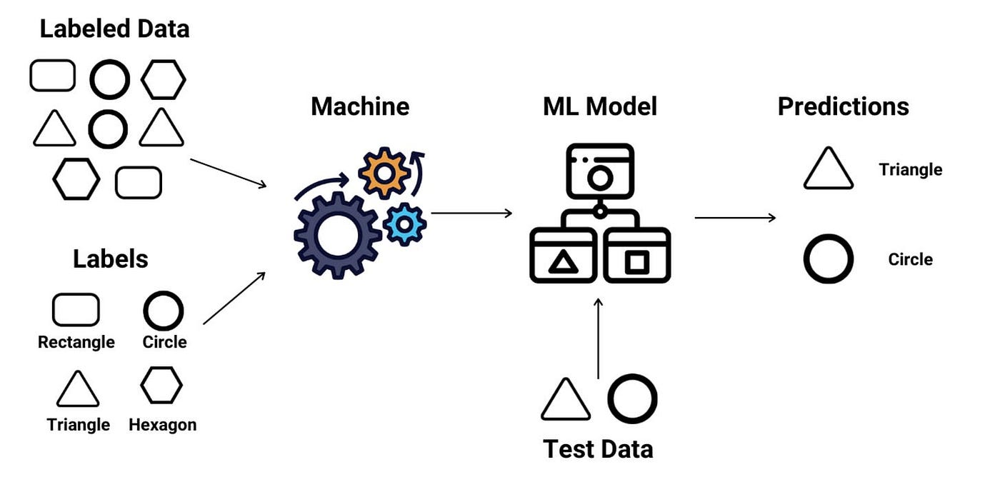 Labeled Data
Machine
ML Model
Predictions
Triangle
Circle
Labels
Rectangle Circle
Triangle Hexagon
Test Data